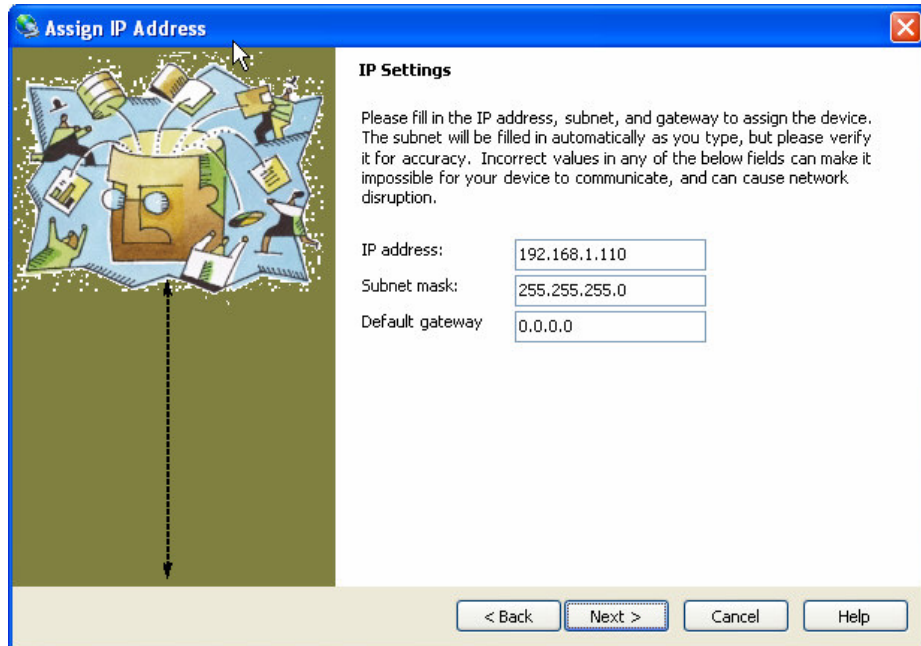 Assign IP Address
IP Settings
Please fill in the IP address, subnet, and gateway to assign the device.
The subnet will be filled in automatically as you type, but please verify
it for accuracy.  Incorrect values in any of the below fields can make it
impossible for your device to communicate, and can cause network
disruption.
IP address: 192.168.1.110
Subnet mask: 255.255.255.0
Default gateway 0.0.0.0
< Back Next > Cancel Help